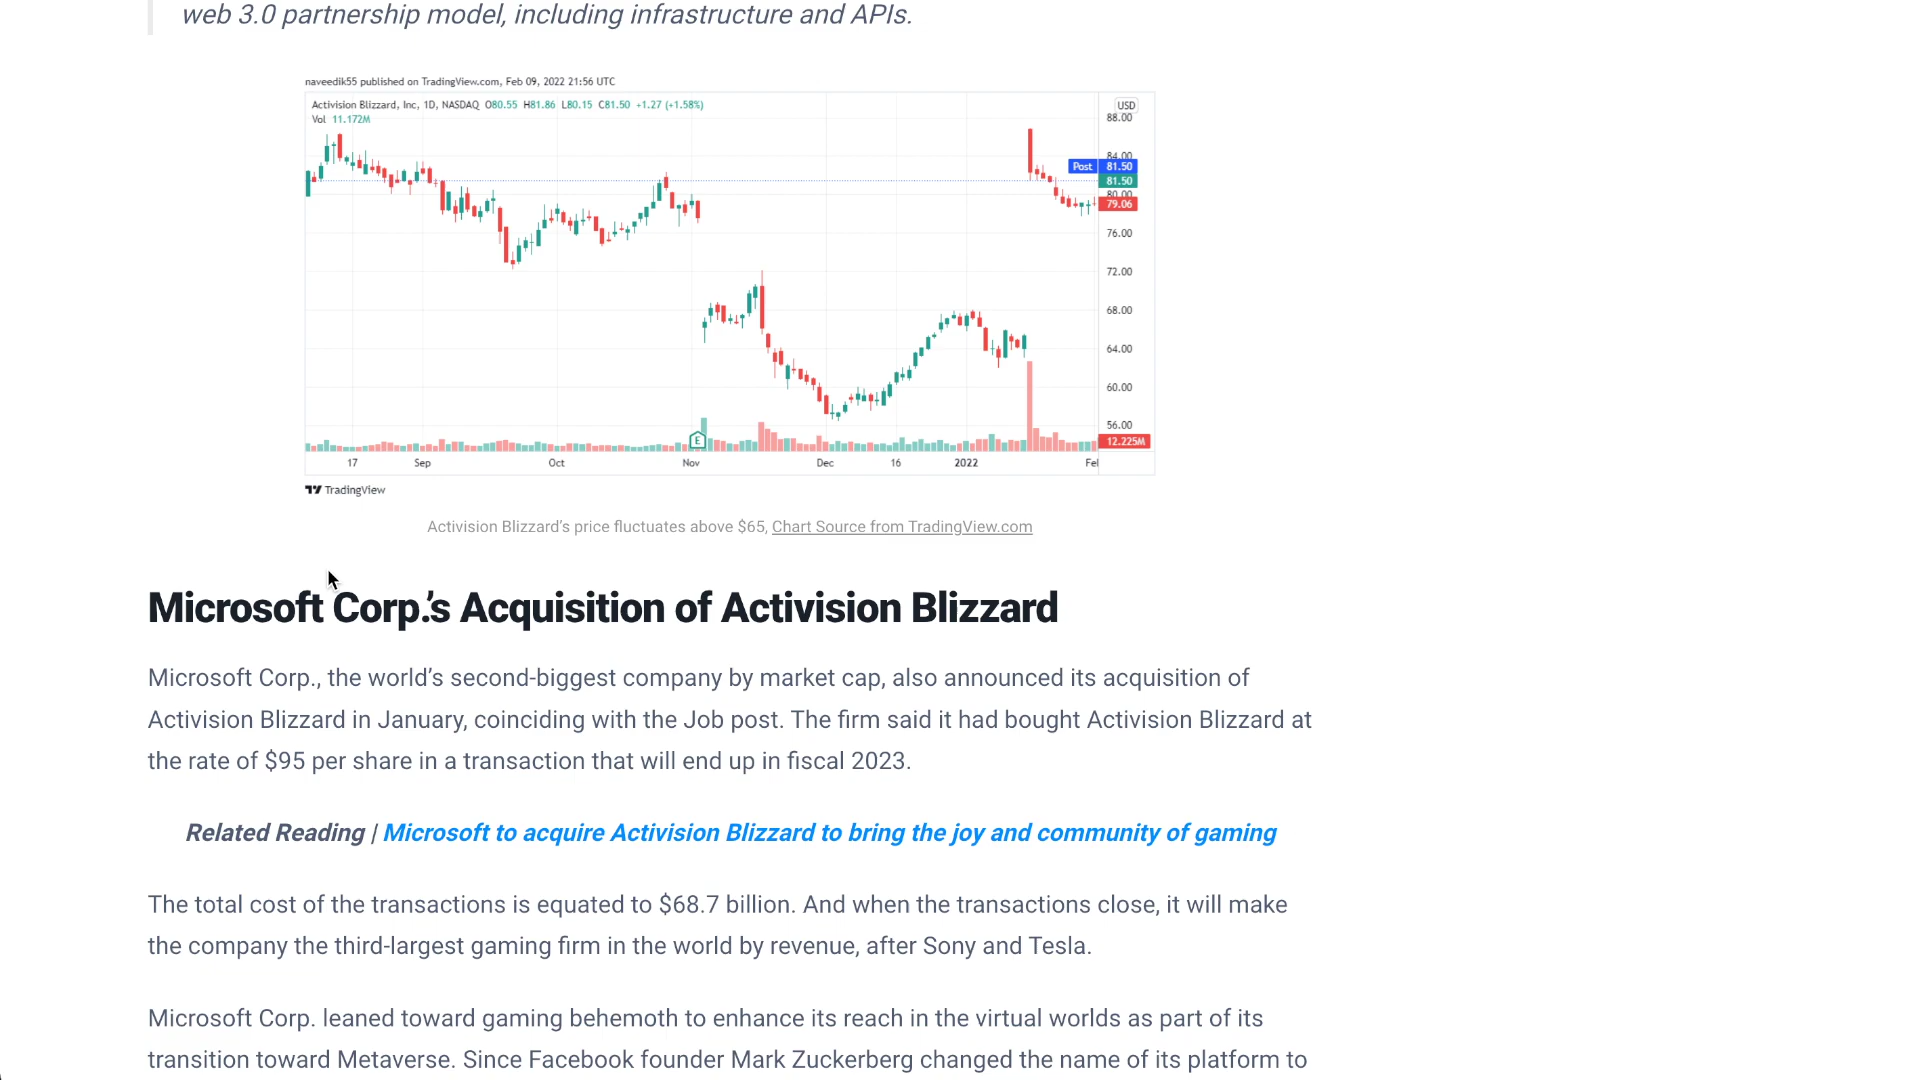 web 3.0 partnership model, including infrastructure and APIs.
naveedik55 published on TradingView.com, Feb 09, 2022 21:56 UTC
Activision Blizzard, Inc, 1D, NASDAQ O80.55 H81.86 L80.15 C81.50 +1.27 (+1.58%)
Vol 11.172M
USD
88.00
84.00
Post 81.50
81.50
80.00
79.06
76.00
72.00
68.00
64.00
60.00
56.00
E
12.225M
17 Sep Oct Nov Dec 16 2022 Fel
TradingView
Activision Blizzard’s price fluctuates above $65, Chart Source from TradingView.com
Microsoft Corp.’s Acquisition of Activision Blizzard
Microsoft Corp., the world’s second-biggest company by market cap, also announced its acquisition of
Activision Blizzard in January, coinciding with the Job post. The firm said it had bought Activision Blizzard at
the rate of $95 per share in a transaction that will end up in fiscal 2023.
Related Reading | Microsoft to acquire Activision Blizzard to bring the joy and community of gaming
The total cost of the transactions is equated to $68.7 billion. And when the transactions close, it will make
the company the third-largest gaming firm in the world by revenue, after Sony and Tesla.
Microsoft Corp. leaned toward gaming behemoth to enhance its reach in the virtual worlds as part of its
transition toward Metaverse. Since Facebook founder Mark Zuckerberg changed the name of its platform to